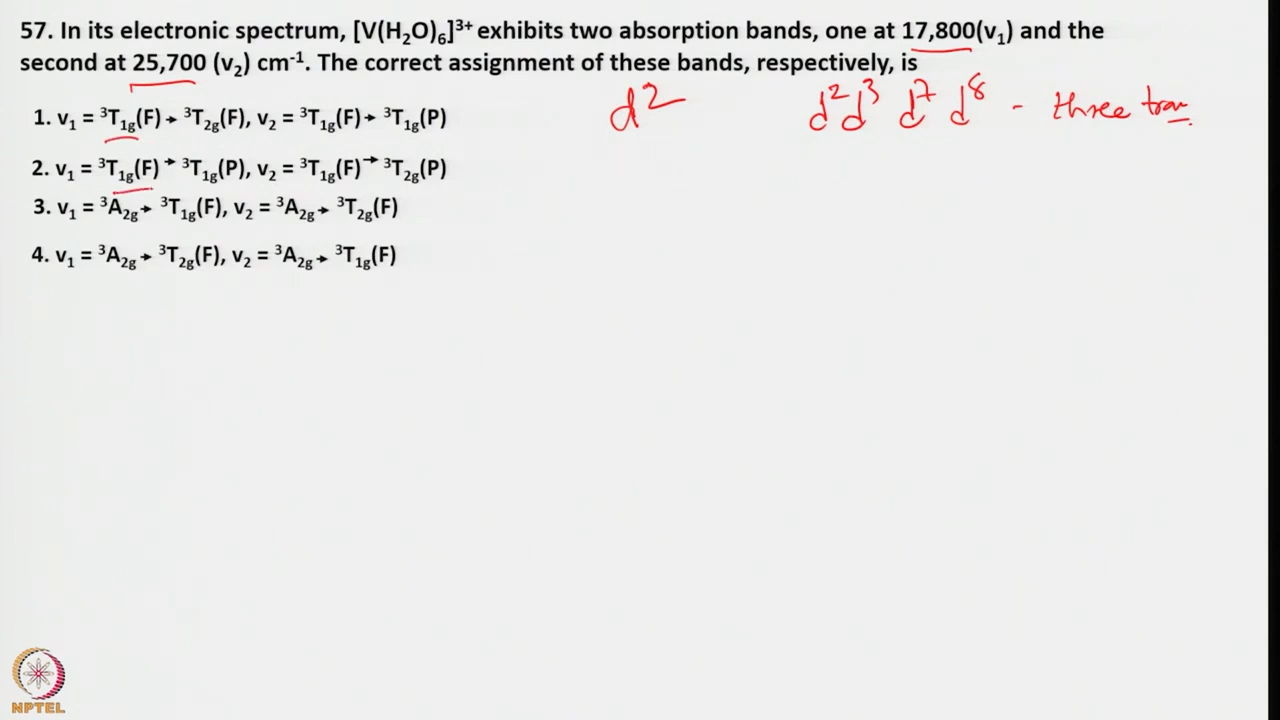 57. In its electronic spectrum, [V(H₂O)₆]³⁺ exhibits two absorption bands, one at 17,800(v₁) and the
second at 25,700 (v₂) cm⁻¹. The correct assignment of these bands, respectively, is
d² d² d³ d⁷ d⁸ - three tran
1. v₁ = ³T₁g(F) → ³T₂g(F), v₂ = ³T₁g(F) → ³T₁g(P)
2. v₁ = ³T₁g(F) → ³T₁g(P), v₂ = ³T₁g(F) → ³T₂g(P)
3. v₁ = ³A₂g → ³T₁g(F), v₂ = ³A₂g → ³T₂g(F)
4. v₁ = ³A₂g → ³T₂g(F), v₂ = ³A₂g → ³T₁g(F)
NPTEL